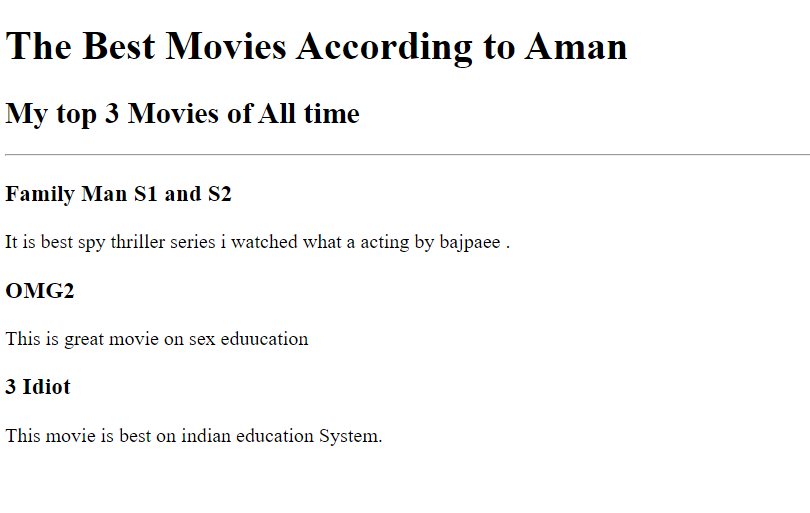 The Best Movies According to Aman
My top 3 Movies of All time
Family Man S1 and S2
It is best spy thriller series i watched what a acting by bajpaee .
OMG2
This is great movie on sex eduucation
3 Idiot
This movie is best on indian education System.